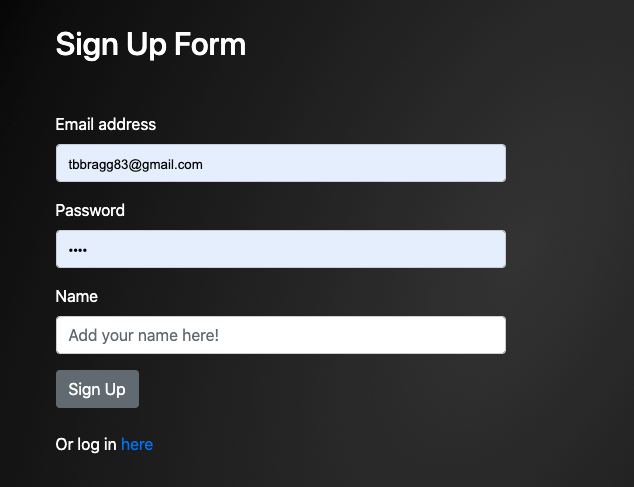 Sign Up Form
Email address
tbbragg83@gmail.com
Password
••••
Name
Add your name here!
Sign Up
Or log in here